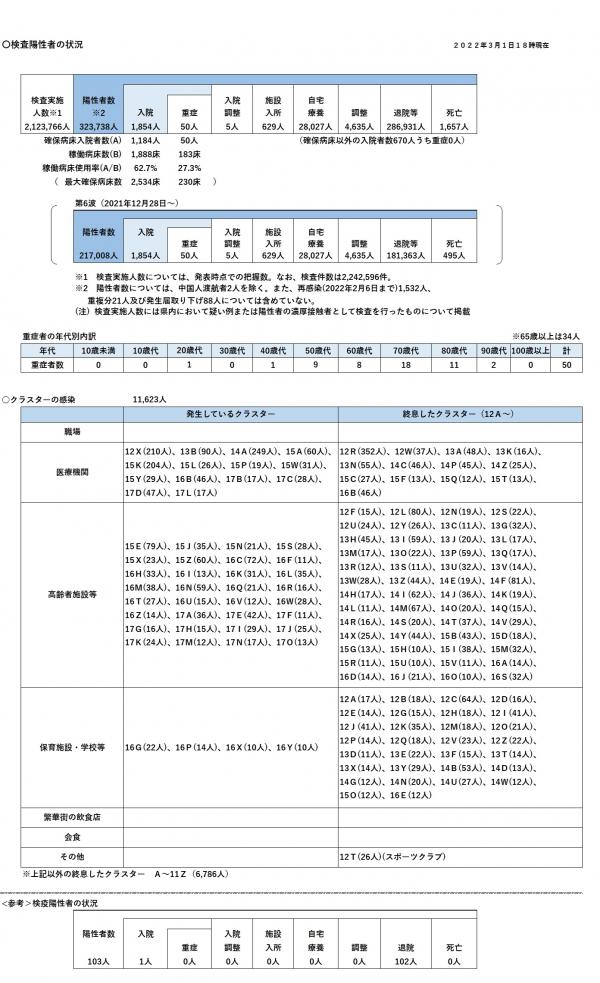 〇検査陽性者の状況
２０２２年３月１日１８時現在
検査実施 陽性者数 入院 入院 施設 自宅
人数※1 ※2 重症 調整 入所 療養 調整 退院等 死亡
2,123,766人 323,738人 1,854人 50人 5人 629人 28,027人 4,635人 286,931人 1,657人
確保病床入院者数(A) 1,184人 50人 （確保病床以外の入院者数670人うち重症0人）
稼働病床数(B) 1,888床 183床
稼働病床使用率(A/B) 62.7% 27.3%
（ 最大確保病床数 2,534床 230床 ）
第6波（2021年12月28日～）
陽性者数 入院 入院 施設 自宅
重症 調整 入所 療養 調整 退院等 死亡
217,008人 1,854人 50人 5人 629人 28,027人 4,635人 181,363人 495人
※1 検査実施人数については、発表時点での把握数。なお、検査件数は2,242,596件。
※2 陽性者数については、中国人渡航者2人を除く。また、再感染(2022年2月6日まで)1,532人、
重複分21人及び発生届取り下げ88人については含めていない。
（注）検査実施人数には県内において疑い例または陽性者の濃厚接触者として検査を行ったものについて掲載
重症者の年代別内訳 ※65歳以上は34人
年代 10歳未満 10歳代 20歳代 30歳代 40歳代 50歳代 60歳代 70歳代 80歳代 90歳代 100歳以上 計
重症者数 0 0 1 0 1 9 8 18 11 2 0 50
〇クラスターの感染 11,623人
発生しているクラスター 終息したクラスター（12A～）
職場
医療機関
12X(210人)、13B(90人)、14A(249人)、15A(60人)、
15K(204人)、15L(26人)、15P(19人)、15W(31人)、
15Y(29人)、16B(46人)、17B(17人)、17C(28人)、
17D(47人)、17L(17人)
12R(352人)、12W(37人)、13A(48人)、13K(16人)、
13N(55人)、14C(46人)、14P(45人)、14Z(25人)、
15C(27人)、15F(13人)、15Q(12人)、15T(13人)、
16B(46人)
高齢者施設等
15E(79人)、15J(35人)、15N(21人)、15S(28人)、
15X(23人)、15Z(60人)、16C(72人)、16F(11人)、
16H(33人)、16I(13人)、16K(31人)、16L(35人)、
16M(38人)、16N(59人)、16Q(21人)、16R(16人)、
16T(27人)、16U(15人)、16V(12人)、16W(28人)、
16Z(14人)、17A(36人)、17E(42人)、17F(11人)、
17G(16人)、17H(15人)、17I(29人)、17J(25人)、
17K(24人)、17M(12人)、17N(17人)、17O(13人)
12F(15人)、12L(80人)、12N(19人)、12S(22人)、
12U(24人)、12Y(26人)、13C(11人)、13G(32人)、
13H(45人)、13I(59人)、13J(20人)、13L(17人)、
13M(17人)、13O(22人)、13P(59人)、13Q(17人)、
13R(12人)、13S(11人)、13U(32人)、13V(14人)、
13W(28人)、13Z(44人)、14E(19人)、14F(81人)、
14H(17人)、14I(62人)、14J(36人)、14K(19人)、
14L(11人)、14M(67人)、14O(20人)、14Q(15人)、
14R(16人)、14S(20人)、14T(37人)、14V(29人)、
14X(25人)、14Y(44人)、15B(43人)、15D(18人)、
15G(13人)、15H(10人)、15I(38人)、15M(32人)、
15R(11人)、15U(10人)、15V(11人)、16A(14人)、
16D(14人)、16J(21人)、16O(10人)、16S(32人)
保育施設・学校等
16G(22人)、16P(14人)、16X(10人)、16Y(10人)
12A(17人)、12B(18人)、12C(64人)、12D(16人)、
12E(14人)、12G(15人)、12H(18人)、12I(41人)、
12J(41人)、12K(35人)、12M(18人)、12O(21人)、
12P(14人)、12Q(18人)、12V(23人)、12Z(22人)、
13D(11人)、13E(22人)、13F(15人)、13T(14人)、
13X(14人)、13Y(29人)、14B(53人)、14D(13人)、
14G(12人)、14N(20人)、14U(27人)、14W(12人)、
15O(12人)、16E(12人)
繁華街の飲食店
会食
その他 12T(26人)(スポーツクラブ)
※上記以外の終息したクラスター A～11Z（6,786人）
<参考>検疫陽性者の状況
陽性者数 入院 入院 施設 自宅
重症 調整 入所 療養 調整 退院 死亡
103人 1人 0人 0人 0人 0人 0人 102人 0人